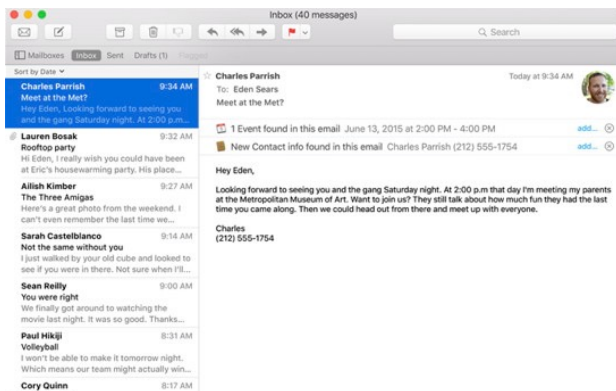 Inbox (40 messages)
Search
Mailboxes Inbox Sent Drafts (1) Flagged
Sort by Date
Charles Parrish 9:34 AM
Meet at the Met?
Hey Eden, Looking forward to seeing you
and the gang Saturday night. At 2:00 p.m...
Lauren Bosak 9:32 AM
Rooftop party
Hi Eden, I really wish you could have been
at Eric's housewarming party. His place...
Ailish Kimber 9:27 AM
The Three Amigas
Here's a great photo from the weekend. I
can't even remember the last time we...
Sarah Castelblanco 9:14 AM
Not the same without you
I just walked by your old cube and looked to
see if you were in there. Not sure when I'll...
Sean Reilly 9:00 AM
You were right
We finally got around to watching the
movie last night. It was so good. Thanks...
Paul Hikiji 8:31 AM
Volleyball
I won't be able to make it tomorrow night.
Which means our team might actually win...
Cory Quinn 8:17 AM
Charles Parrish Today at 9:34 AM
To: Eden Sears
Meet at the Met?
1 Event found in this email June 13, 2015 at 2:00 PM - 4:00 PM add...
New Contact info found in this email Charles Parrish (212) 555-1754 add...
Hey Eden,
Looking forward to seeing you and the gang Saturday night. At 2:00 p.m that day I'm meeting my parents
at the Metropolitan Museum of Art. Want to join us? They still talk about how much fun they had the last
time you came along. Then we could head out from there and meet up with everyone.
Charles
(212) 555-1754